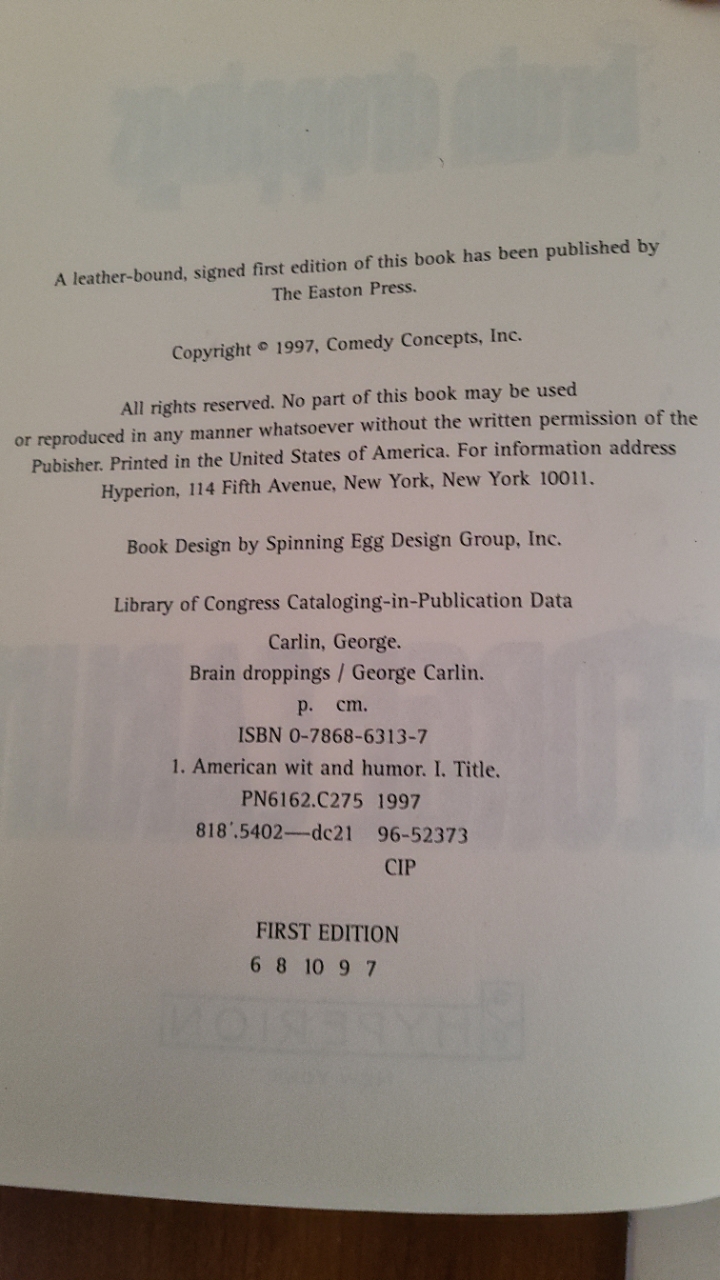 A leather-bound, signed first edition of this book has been published by
The Easton Press.
Copyright © 1997, Comedy Concepts, Inc.
All rights reserved. No part of this book may be used
or reproduced in any manner whatsoever without the written permission of the
Pubisher. Printed in the United States of America. For information address
Hyperion, 114 Fifth Avenue, New York, New York 10011.
Book Design by Spinning Egg Design Group, Inc.
Library of Congress Cataloging-in-Publication Data
Carlin, George.
Brain droppings / George Carlin.
p. cm.
ISBN 0-7868-6313-7
1. American wit and humor. I. Title.
PN6162.C275 1997
818′.5402—dc21 96-52373
CIP
FIRST EDITION
6 8 10 9 7